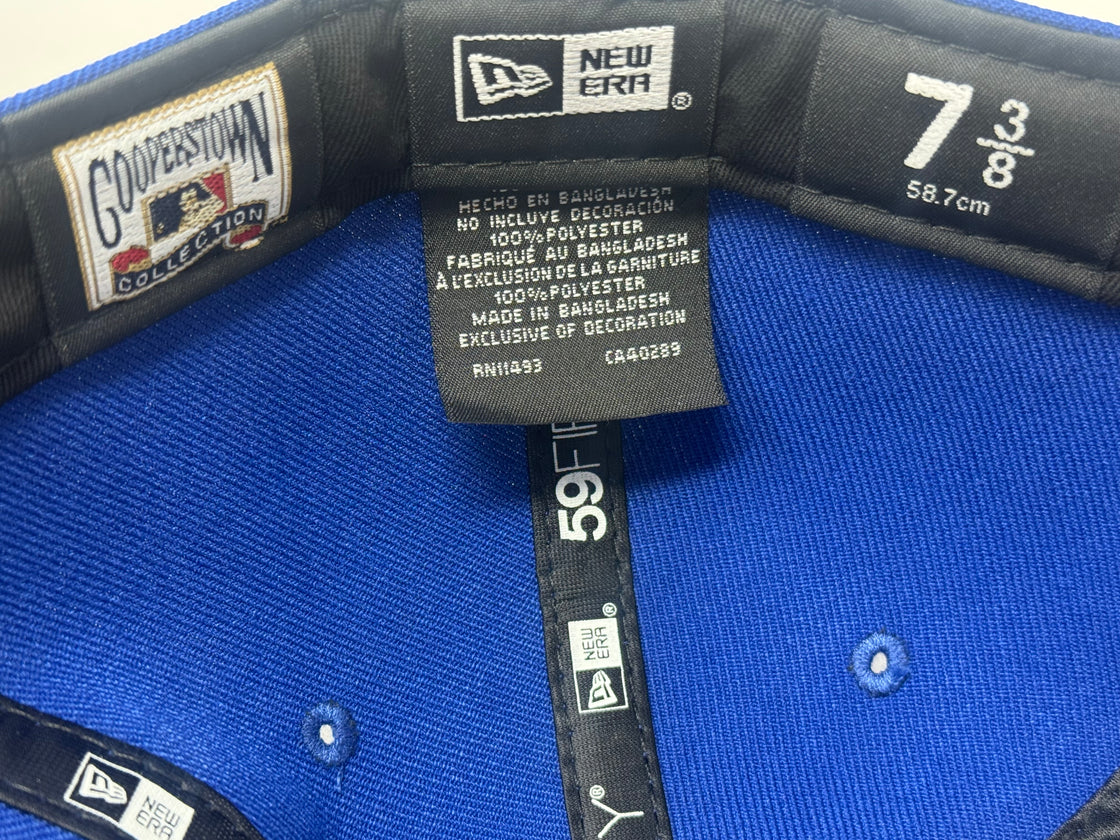 COOPERSTOWN
COLLECTION
NEW
ERA
®
7 3/8
58.7cm
HECHO EN BANGLADESH
NO INCLUYE DECORACIÓN
100% POLYESTER
FABRIQUÉ AU BANGLADESH
À L'EXCLUSION DE LA GARNITURE
100% POLYESTER
MADE IN BANGLADESH
EXCLUSIVE OF DECORATION
RN11493 CA40289
59FIF
NEW
ERA
®
Y®
NEW
ERA